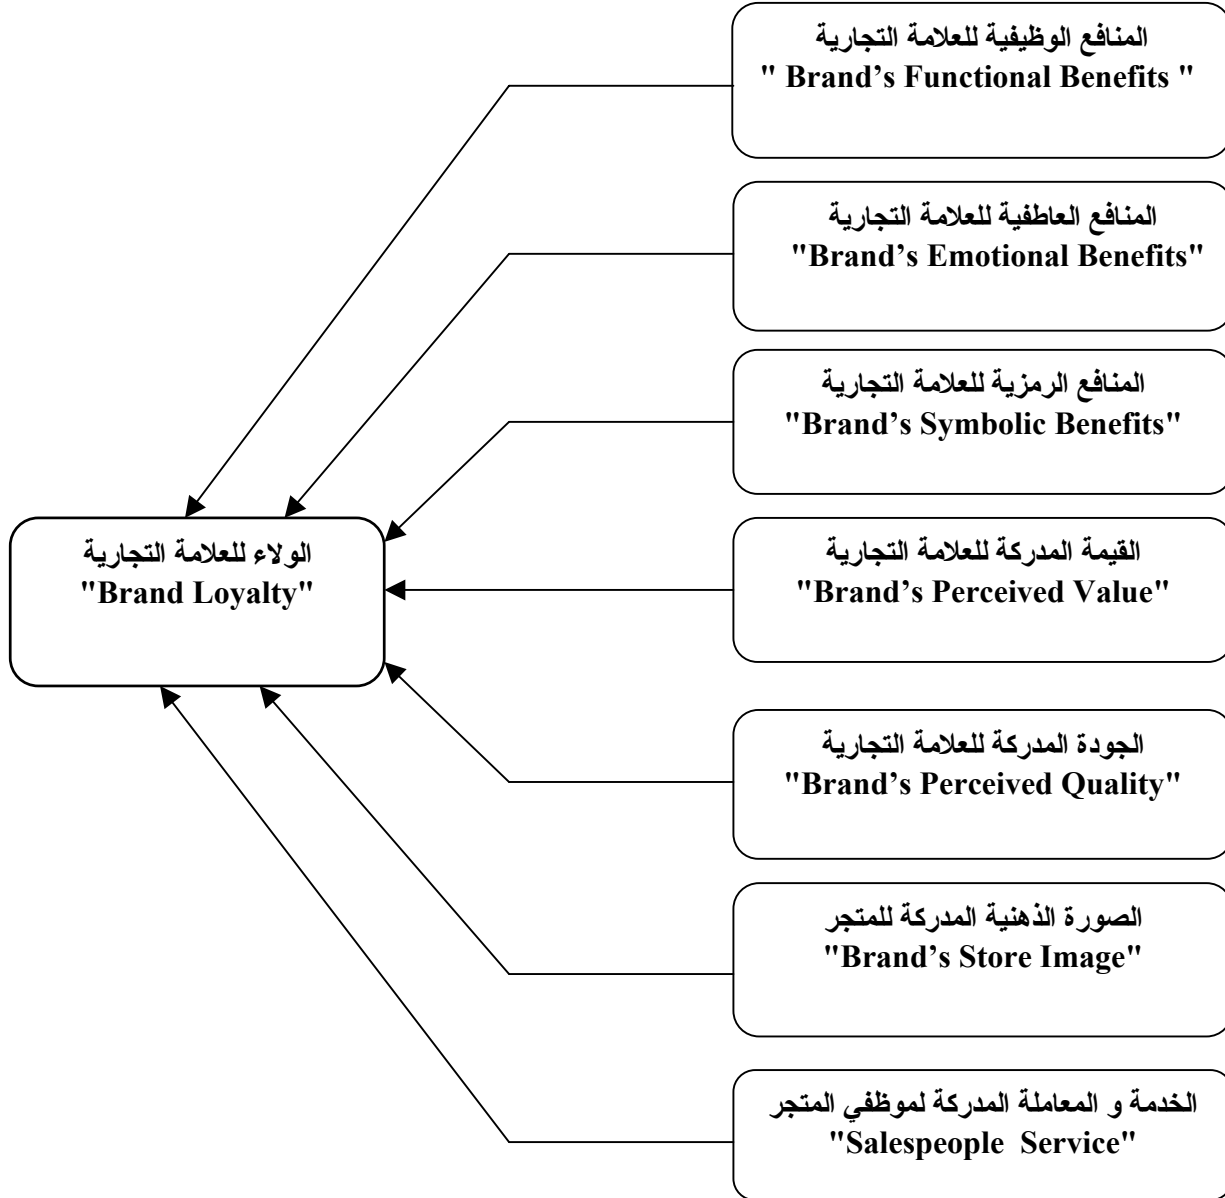 المنافع الوظيفية للعلامة التجارية
" Brand’s Functional Benefits "
المنافع العاطفية للعلامة التجارية
"Brand’s Emotional Benefits"
المنافع الرمزية للعلامة التجارية
"Brand’s Symbolic Benefits"
الولاء للعلامة التجارية
"Brand Loyalty"
القيمة المدركة للعلامة التجارية
"Brand’s Perceived Value"
الجودة المدركة للعلامة التجارية
"Brand’s Perceived Quality"
الصورة الذهنية المدركة للمتجر
"Brand’s Store Image"
الخدمة و المعاملة المدركة لموظفي المتجر
"Salespeople Service"